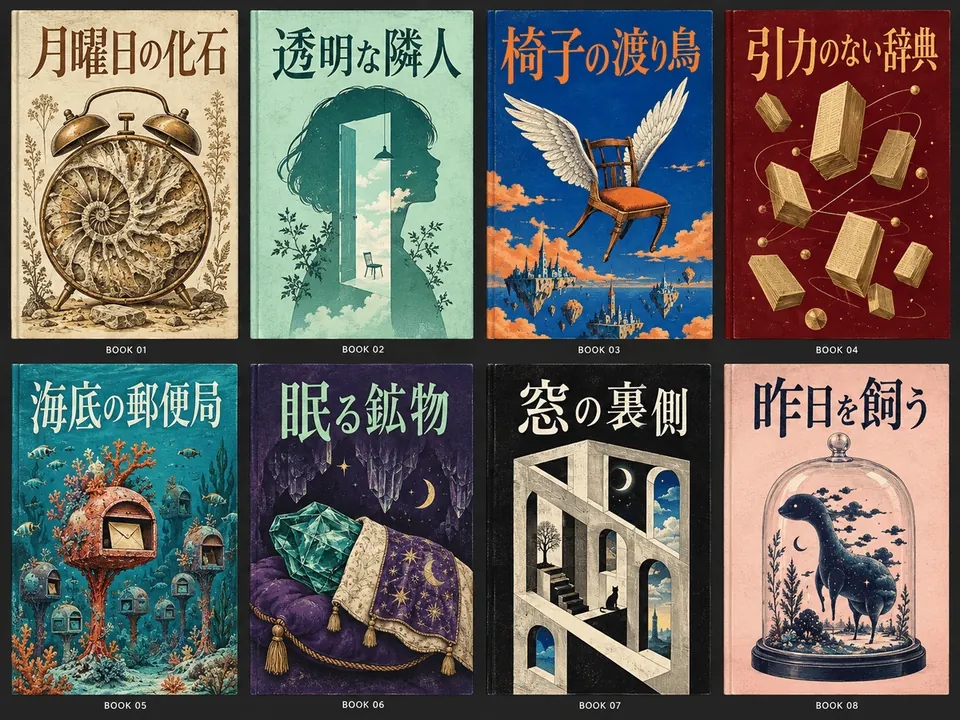 月曜日の化石
透明な隣人
椅子の渡り鳥
引力のない辞典
BOOK 01
BOOK 02
BOOK 03
BOOK 04
海底の郵便局
眠る鉱物
窓の裏側
昨日を飼う
BOOK 05
BOOK 06
BOOK 07
BOOK 08